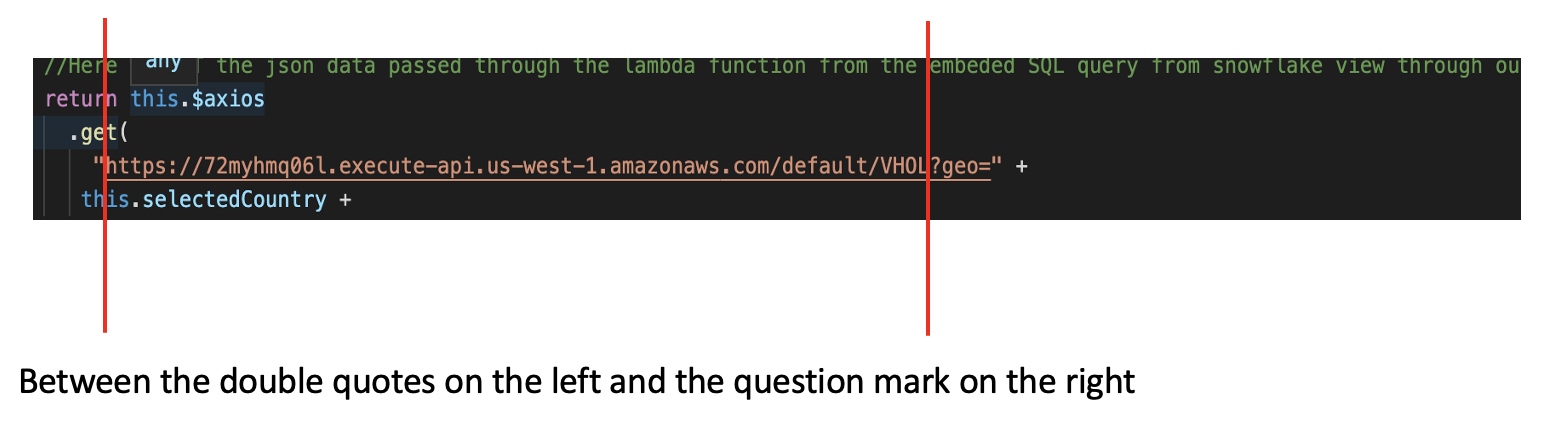 //Here any the json data passed through the lambda function from the embeded SQL query from snowflake view through ou
return this.$axios
.get(
"https://72myhmq06l.execute-api.us-west-1.amazonaws.com/default/VHOL?geo=" +
this.selectedCountry +
Between the double quotes on the left and the question mark on the right